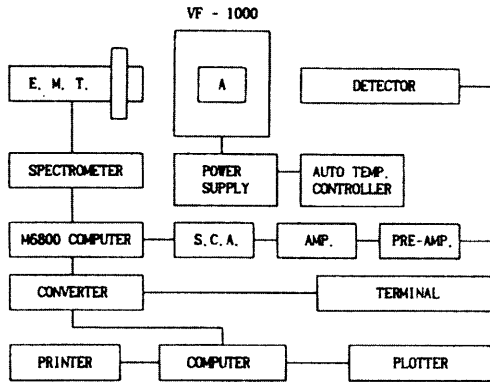 VF - 1000
E. M. T.
A
DETECTOR
SPECTROMETER
POWER
SUPPLY
AUTO TEMP.
CONTROLLER
M6800 COMPUTER
S.C.A.
AMP.
PRE-AMP.
CONVERTER
TERMINAL
PRINTER
COMPUTER
PLOTTER